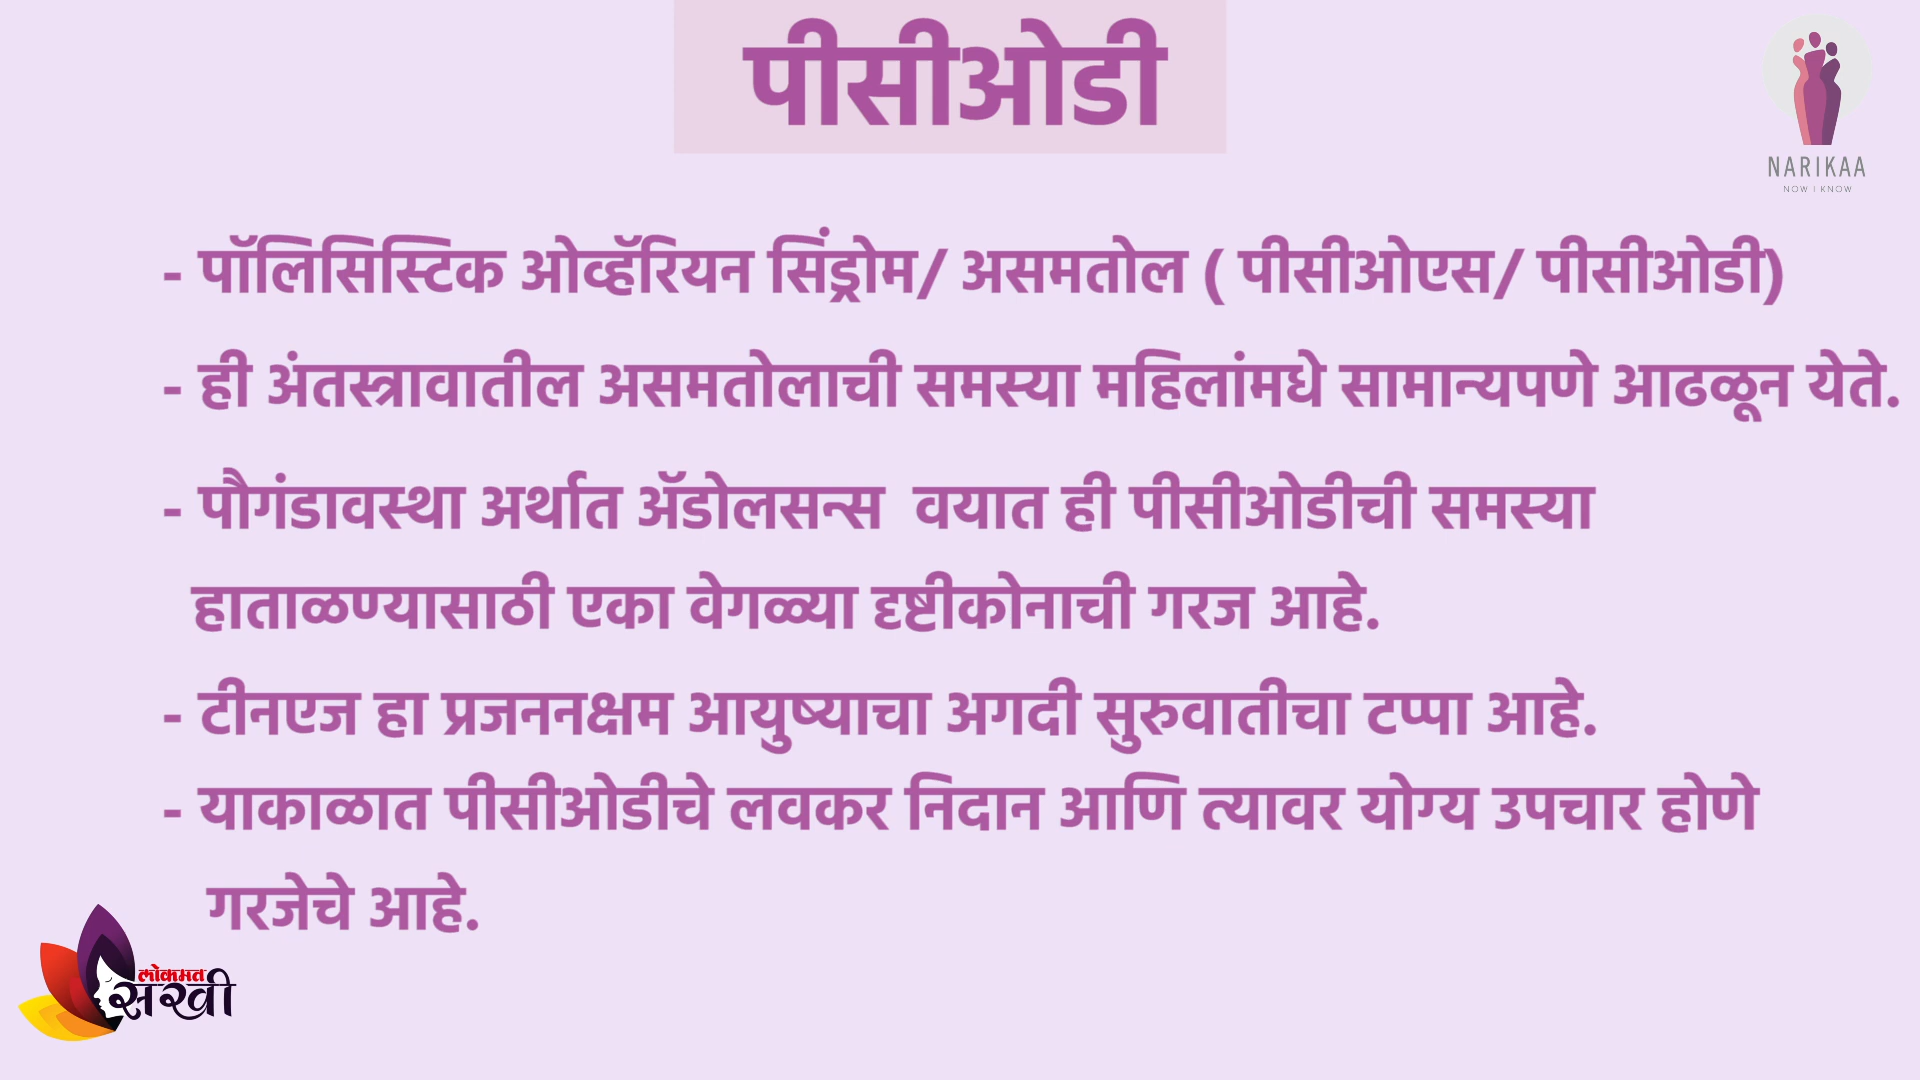 पीसीओडी
NARIKAA
NOW I KNOW
- पॉलिसिस्टिक ओव्हॅरियन सिंड्रोम/ असमतोल ( पीसीओएस/ पीसीओडी)
- ही अंतस्त्रावातील असमतोलाची समस्या महिलांमधे सामान्यपणे आढळून येते.
- पौगंडावस्था अर्थात ॲडोलसन्स वयात ही पीसीओडीची समस्या
हाताळण्यासाठी एका वेगळ्या दृष्टीकोनाची गरज आहे.
- टीनएज हा प्रजननक्षम आयुष्याचा अगदी सुरुवातीचा टप्पा आहे.
- याकाळात पीसीओडीचे लवकर निदान आणि त्यावर योग्य उपचार होणे
गरजेचे आहे.
लोकमत
सखी